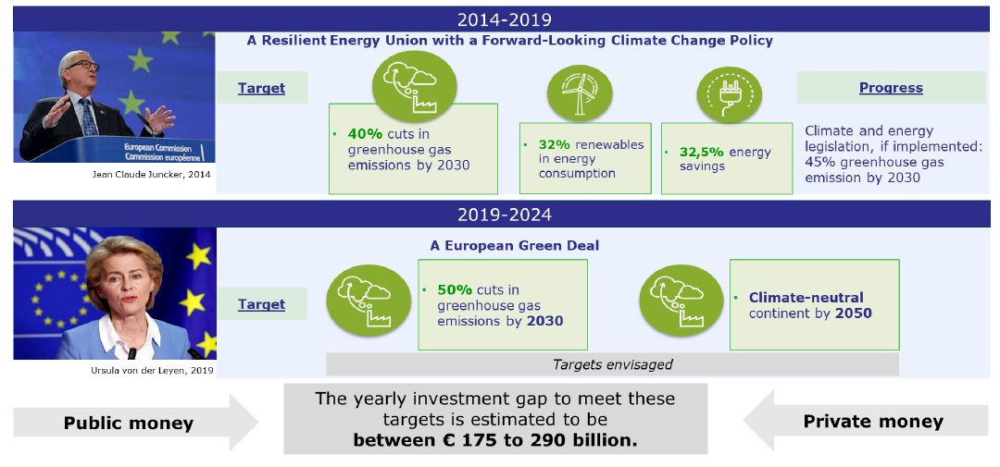 2014-2019
A Resilient Energy Union with a Forward-Looking Climate Change Policy
Target
• 40% cuts in
greenhouse gas
emissions by 2030
• 32% renewables
in energy
consumption
• 32,5% energy
savings
Progress
Climate and energy
legislation, if implemented:
45% greenhouse gas
emission by 2030
European Commission
Commission européenne
Jean Claude Juncker, 2014
2019-2024
A European Green Deal
Target
• 50% cuts in
greenhouse gas
emissions by 2030
• Climate-neutral
continent by 2050
Targets envisaged
Ursula von der Leyen, 2019
Public money
The yearly investment gap to meet these
targets is estimated to be
between € 175 to 290 billion.
Private money